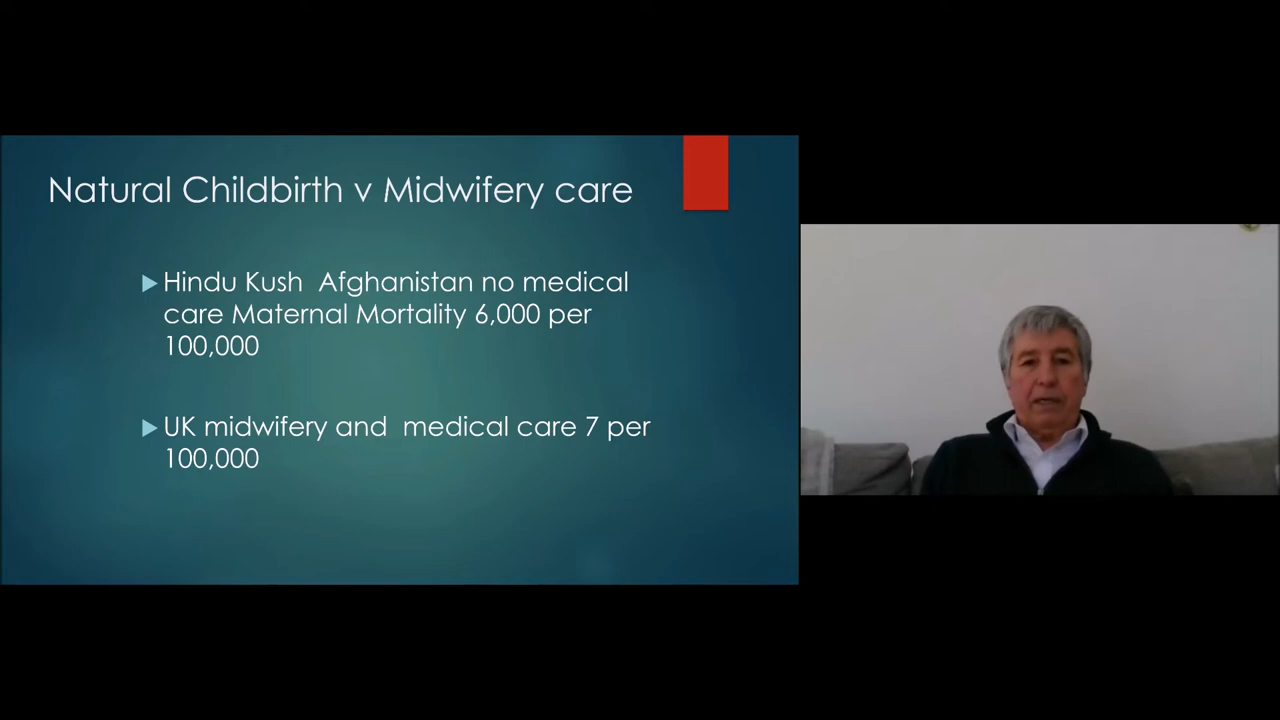 Natural Childbirth v Midwifery care
Hindu Kush  Afghanistan no medical
care Maternal Mortality 6,000 per
100,000
UK midwifery and  medical care 7 per
100,000